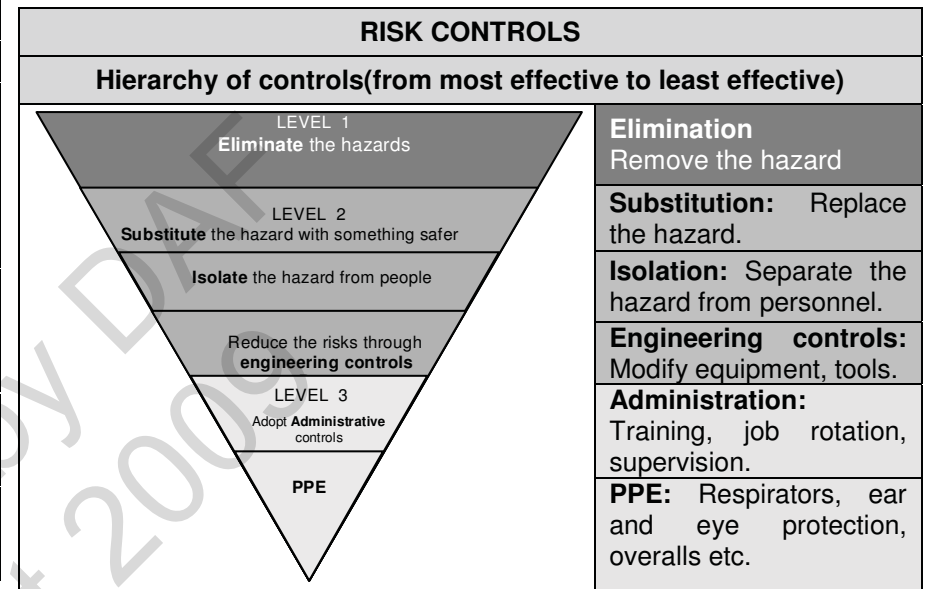 RISK CONTROLS
Hierarchy of controls(from most effective to least effective)
LEVEL 1
Eliminate the hazards
LEVEL 2
Substitute the hazard with something safer
Isolate the hazard from people
Reduce the risks through
engineering controls
LEVEL 3
Adopt Administrative
controls
PPE
Elimination
Remove the hazard
Substitution: Replace
the hazard.
Isolation: Separate the
hazard from personnel.
Engineering controls:
Modify equipment, tools.
Administration:
Training, job rotation,
supervision.
PPE: Respirators, ear
and eye protection,
overalls etc.
by DAF
2009